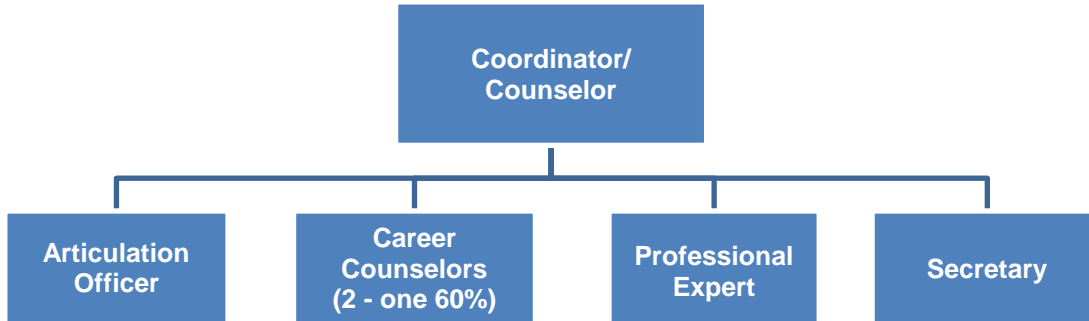 Coordinator/
Counselor
Articulation
Officer
Career
Counselors
(2 - one 60%)
Professional
Expert
Secretary